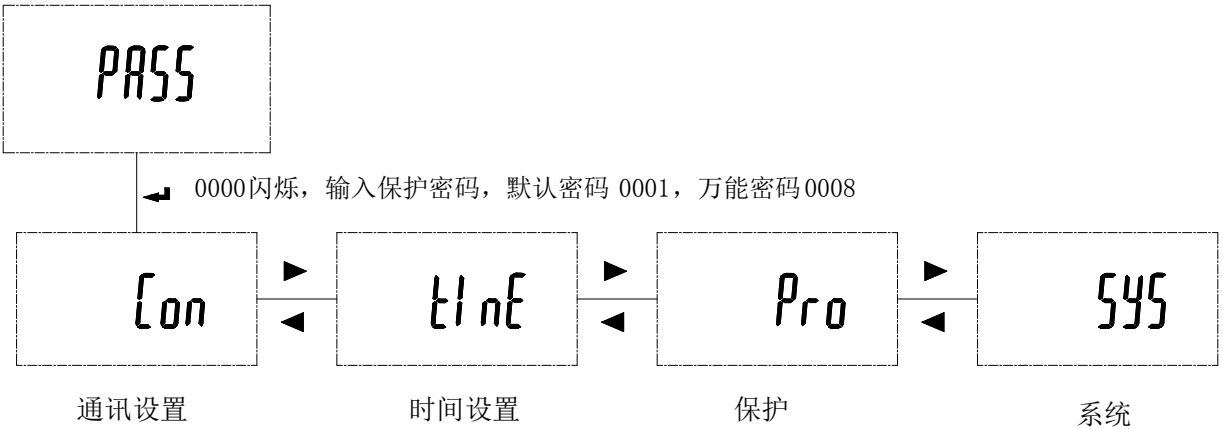 PASS
0000闪烁，输入保护密码，默认密码 0001，万能密码0008
Con
tInE
Pro
SYS
通讯设置
时间设置
保护
系统